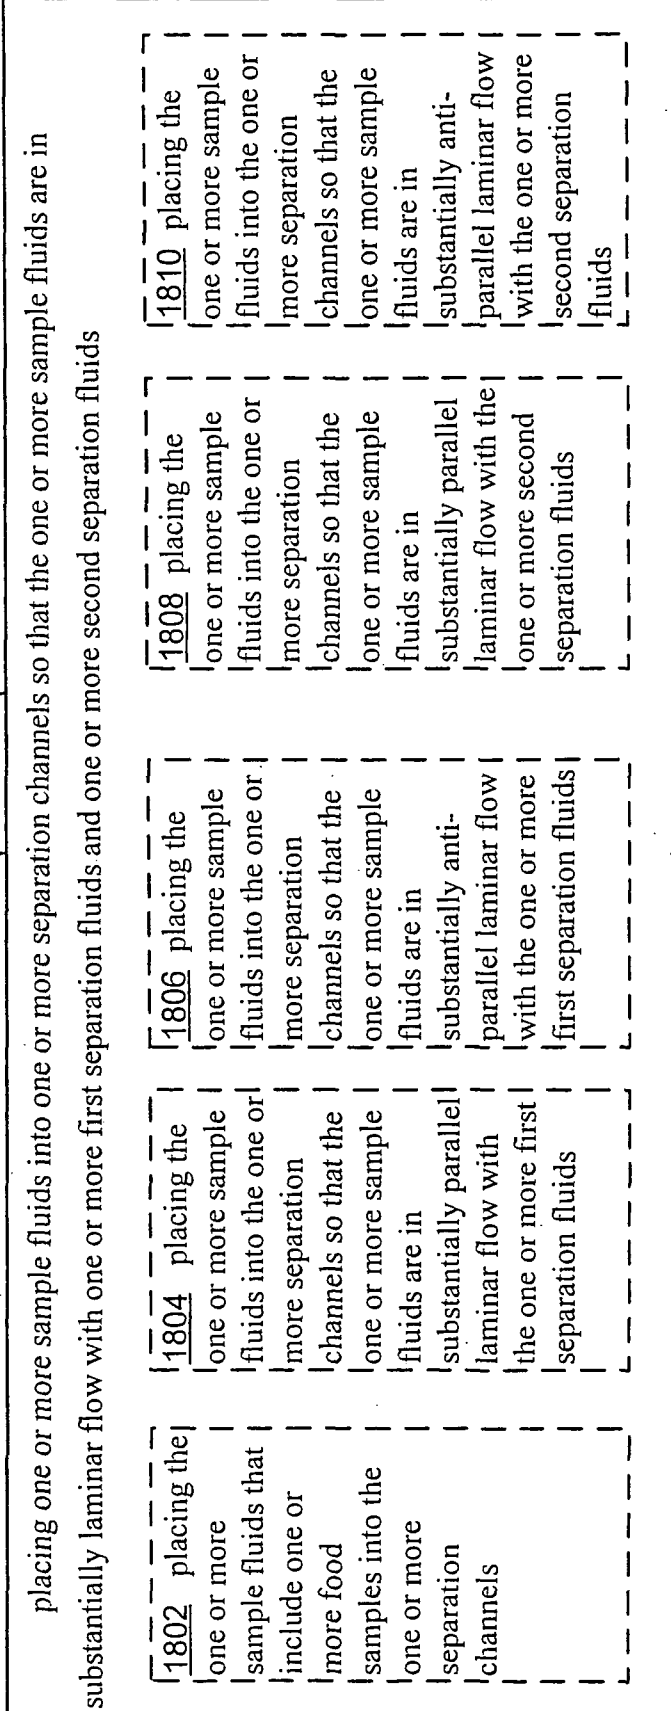 placing one or more sample fluids into one or more separation channels so that the one or more sample fluids are in
substantially laminar flow with one or more first separation fluids and one or more second separation fluids
1802 placing the
one or more
sample fluids that
include one or
more food
samples into the
one or more
separation
channels
1804 placing the
one or more sample
fluids into the one or
more separation
channels so that the
one or more sample
fluids are in
substantially parallel
laminar flow with
the one or more first
separation fluids
1806 placing the
one or more sample
fluids into the one or
more separation
channels so that the
one or more sample
fluids are in
substantially anti-
parallel laminar flow
with the one or more
first separation fluids
1808 placing the
one or more sample
fluids into the one or
more separation
channels so that the
one or more sample
fluids are in
substantially parallel
laminar flow with the
one or more second
separation fluids
1810 placing the
one or more sample
fluids into the one or
more separation
channels so that the
one or more sample
fluids are in
substantially anti-
parallel laminar flow
with the one or more
second separation
fluids